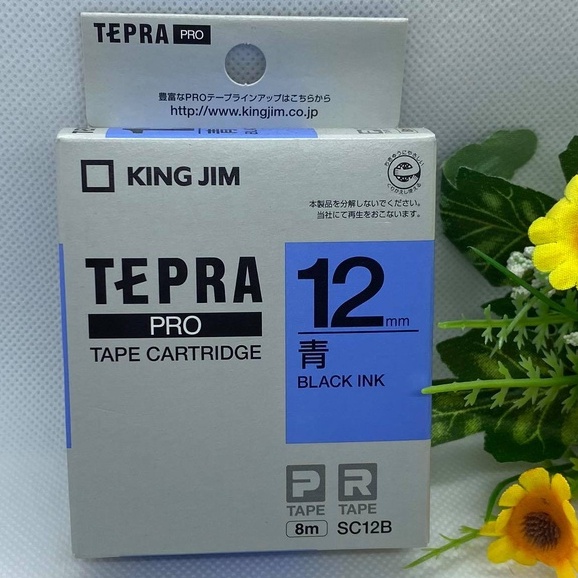 TEPRA PRO
豊富なPROテープラインアップはこちらから
http://www.kingjim.co.jp
KING JIM
本製品を分解しないでください。
当社にて再生をおこないます。
TEPRA
PRO
TAPE CARTRIDGE
12mm
青
BLACK INK
P R
TAPE TAPE
8m SC12B